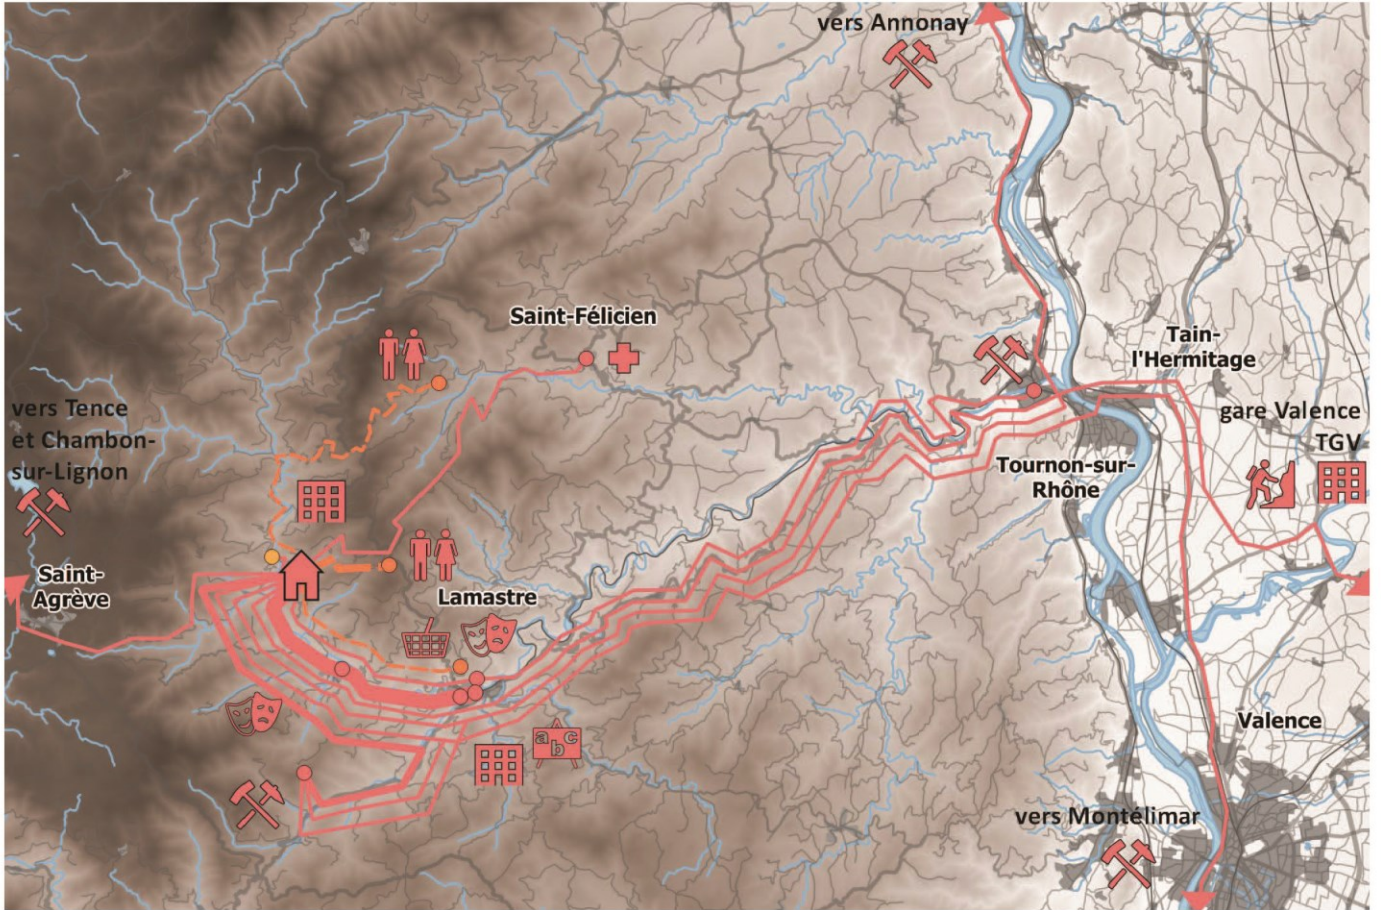 vers Annonay
Saint-Félicien
Tain-
l'Hermitage
vers Tence
et Chambon-
sur-Lignon
gare Valence
TGV
Tournon-sur-
Rhône
Saint-
Agrève
Lamastre
a b c
Valence
vers Montélimar